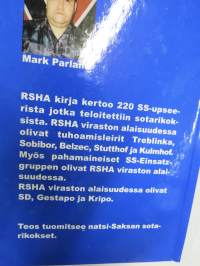 Mark Parlan
RSHA kirja kertoo 220 SS-upsee-
rista jotka teloitettiin sotarikok-
sista. RSHA viraston alaisuudessa
olivat tuhoamisleirit Treblinka,
Sobibor, Belzec, Stutthof ja Kulmhof.
Myös pahamaineiset SS-Einsatz-
gruppen olivat RSHA viraston alai-
suudessa.
RSHA viraston alaisuudessa olivat
SD, Gestapo ja Kripo.
Teos tuomitsee natsi-Saksan sota-
rikokset.